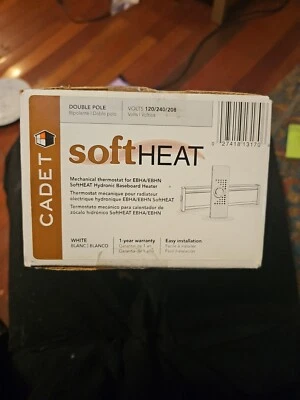 DOUBLE POLE
VOLTS 120/240/208
CADET
softHEAT
Mechanical thermostat for EBHA/EBHN
SoftHEAT Hydronic Baseboard Heater
Thermostat mécanique pour radiateur
électrique hydronique EBHA/EBHN SoftHEAT
Termostato mecánico para calentador de
zócalo hidrónico SoftHEAT EBHA/EBHN
WHITE
BLANC | BLANCO
1-year warranty
Easy installation